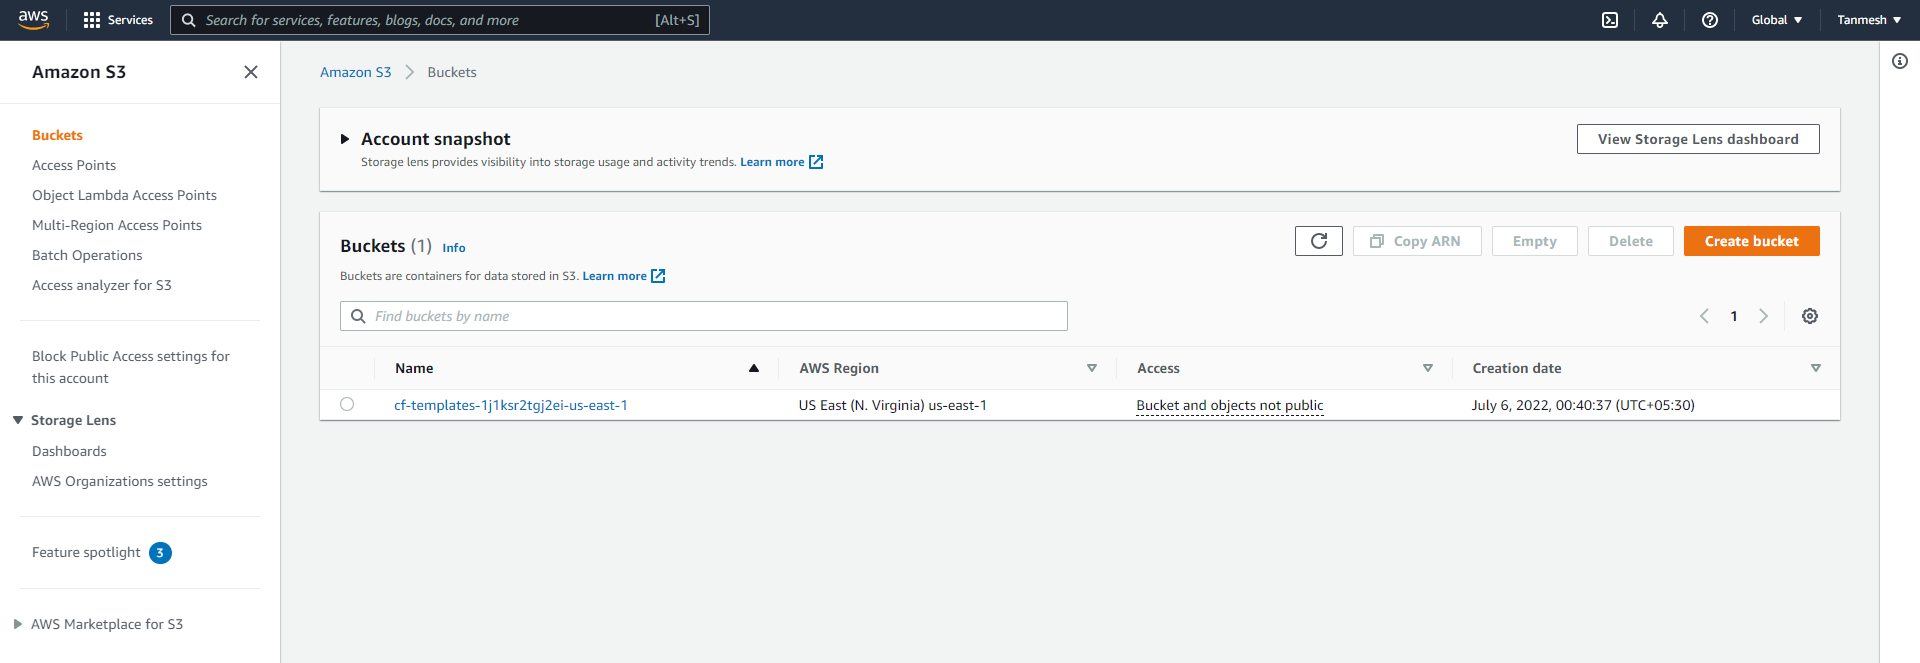 aws Services Search for services, features, blogs, docs, and more [Alt+S] Global Tanmesh
Amazon S3
Buckets
Access Points
Object Lambda Access Points
Multi-Region Access Points
Batch Operations
Access analyzer for S3
Block Public Access settings for
this account
Storage Lens
Dashboards
AWS Organizations settings
Feature spotlight 3
AWS Marketplace for S3
Amazon S3 Buckets
Account snapshot
Storage lens provides visibility into storage usage and activity trends. Learn more
View Storage Lens dashboard
Buckets (1) Info
Copy ARN Empty Delete Create bucket
Buckets are containers for data stored in S3. Learn more
Find buckets by name
1
Name AWS Region Access Creation date
cf-templates-1j1ksr2tgj2ei-us-east-1 US East (N. Virginia) us-east-1 Bucket and objects not public July 6, 2022, 00:40:37 (UTC+05:30)